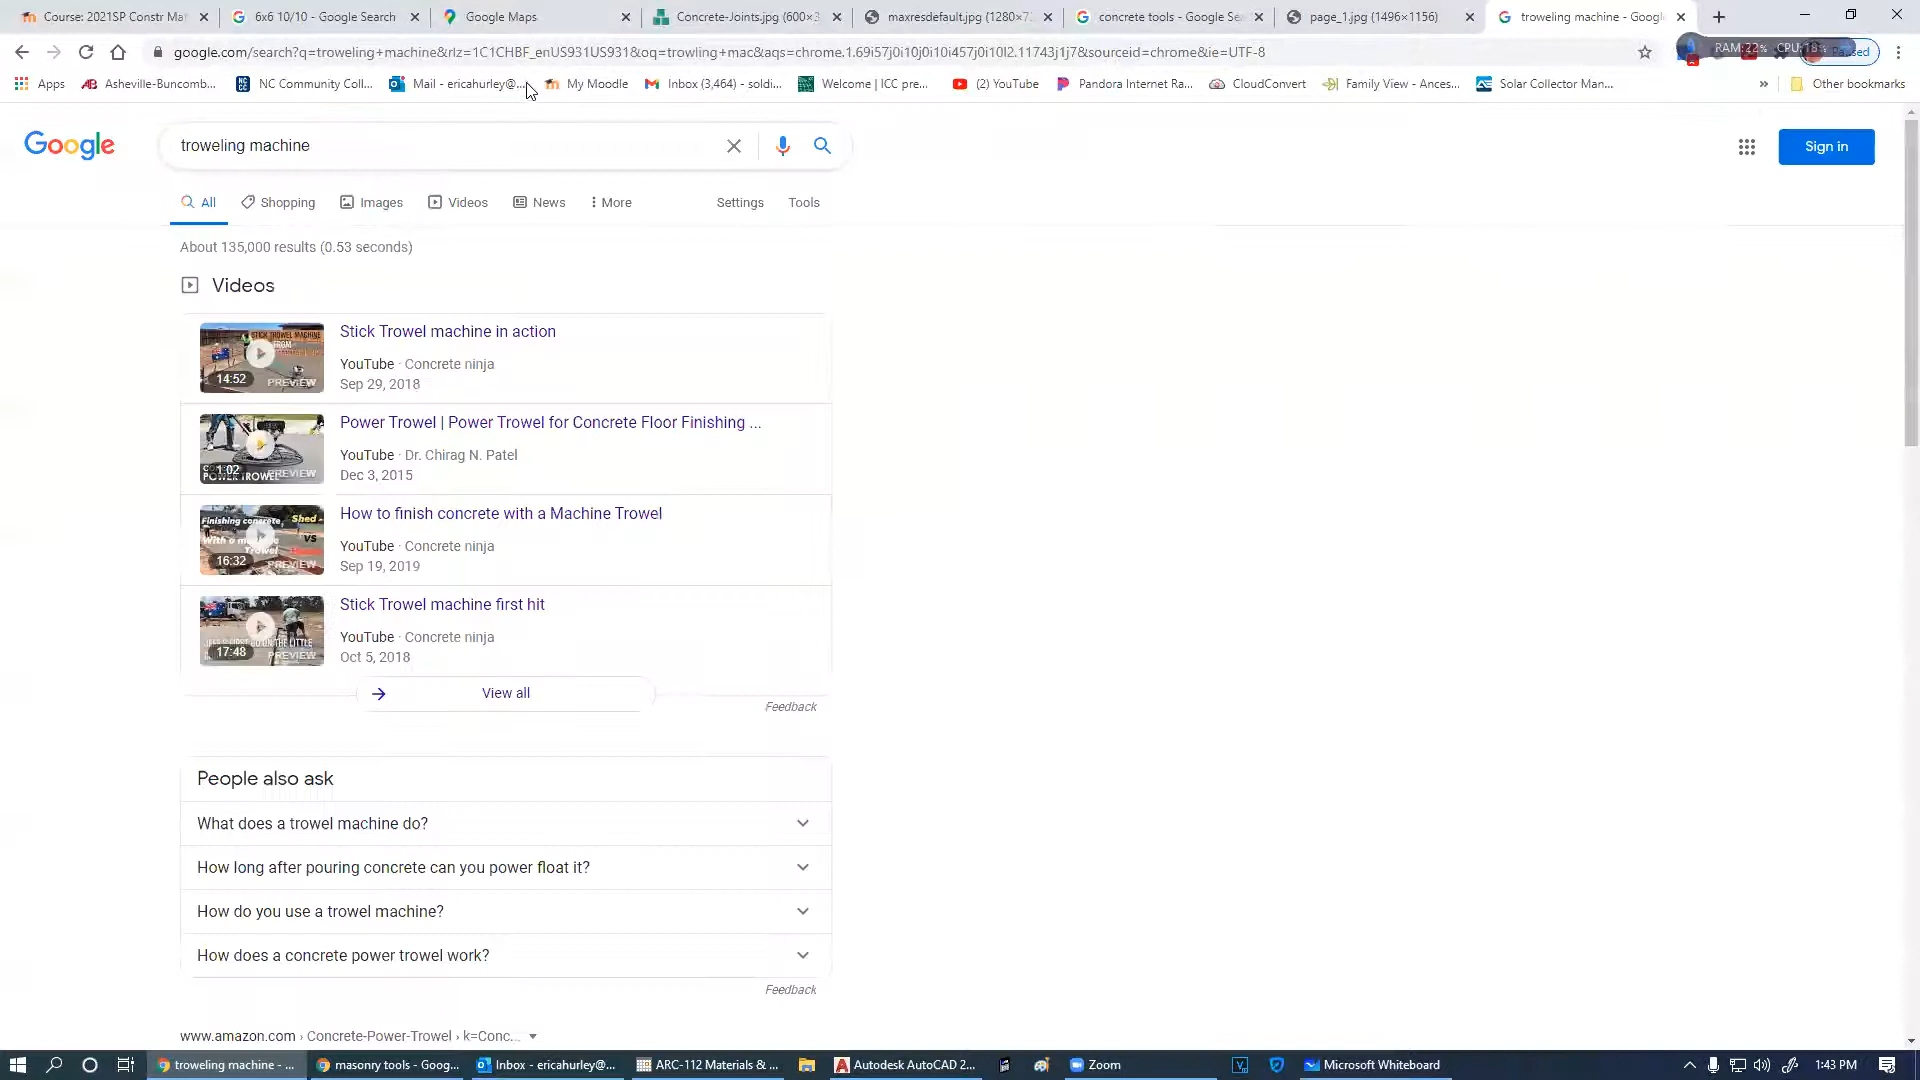 Course: 2021SP Constr Mat
6x6 10/10 - Google Search
Google Maps
Concrete-Joints.jpg (600×3
maxresdefault.jpg (1280×7
concrete tools - Google Se
page_1.jpg (1496×1156)
troweling machine - Googl
google.com/search?q=troweling+machine&rlz=1C1CHBF_enUS931US931&oq=trowling+mac&aqs=chrome.1.69i57j0i10j0i10i457j0i10l2.11743j1j7&sourceid=chrome&ie=UTF-8
RAM:22% CPU:18%
Paused
Apps
Asheville-Buncomb...
NC Community Coll...
Mail - ericahurley@...
My Moodle
Inbox (3,464) - soldi...
Welcome | ICC pre...
(2) YouTube
Pandora Internet Ra...
CloudConvert
Family View - Ances...
Solar Collector Man...
»
Other bookmarks
Google
troweling machine
Sign in
All
Shopping
Images
Videos
News
More
Settings
Tools
About 135,000 results (0.53 seconds)
Videos
Stick Trowel machine in action
YouTube · Concrete ninja
Sep 29, 2018
14:52
PREVIEW
Power Trowel | Power Trowel for Concrete Floor Finishing ...
YouTube · Dr. Chirag N. Patel
Dec 3, 2015
1:02
POWER TROWEL
PREVIEW
How to finish concrete with a Machine Trowel
YouTube · Concrete ninja
Sep 19, 2019
Finishing concrete,
With a machine
Trowel
Shed
VS
16:32
PREVIEW
Stick Trowel machine first hit
YouTube · Concrete ninja
Oct 5, 2018
17:48
PREVIEW
View all
Feedback
People also ask
What does a trowel machine do?
How long after pouring concrete can you power float it?
How do you use a trowel machine?
How does a concrete power trowel work?
Feedback
www.amazon.com › Concrete-Power-Trowel › k=Conc...
troweling machine - ...
masonry tools - Goog...
Inbox - ericahurley@...
ARC-112 Materials & ...
Autodesk AutoCAD 2...
Zoom
Microsoft Whiteboard
1:43 PM